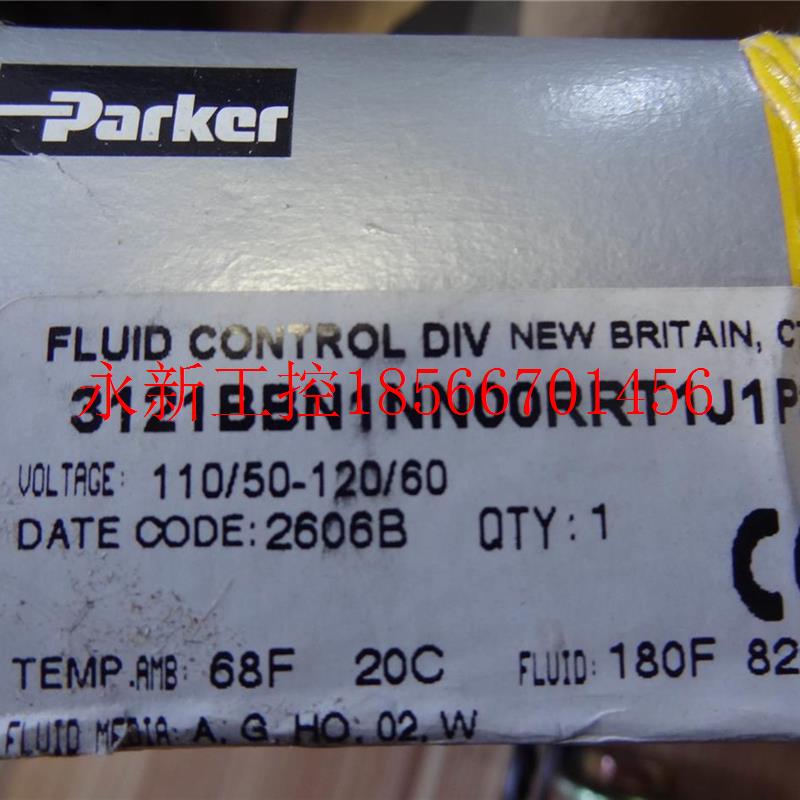 Parker
FLUID CONTROL DIV NEW BRITAIN, CT
3121BBN1NN00RRT1J1P
永新工控18566701456
VOLTAGE: 110/50-120/60
DATE CODE: 2606B QTY: 1
TEMP.AMB: 68F 20C FLUID: 180F 82
FLUID MEDIA: A, G, HO, O2, W